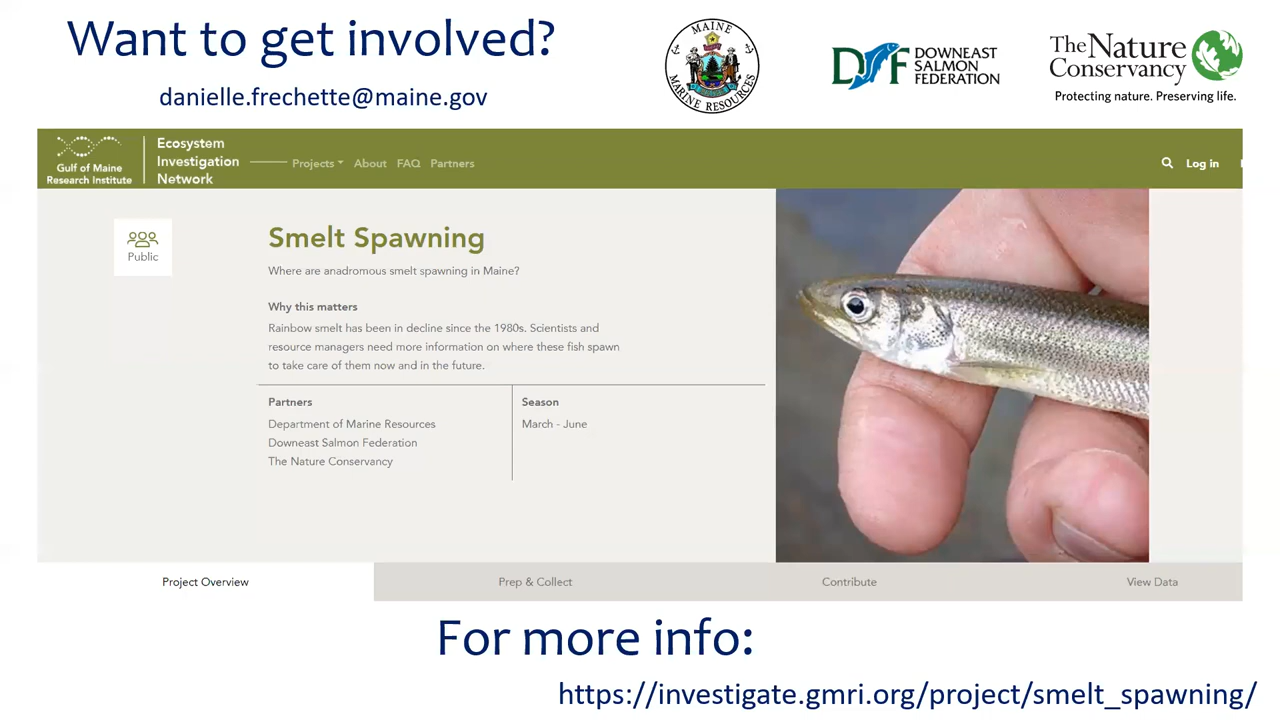 Want to get involved?
danielle.frechette@maine.gov
MAINE
MARINE RESOURCES
DSF DOWNEAST
SALMON
FEDERATION
The Nature
Conservancy
Protecting nature. Preserving life.
Gulf of Maine
Research Institute
Ecosystem
Investigation
Network
Projects About FAQ Partners
Log in
Public
Smelt Spawning
Where are anadromous smelt spawning in Maine?
Why this matters
Rainbow smelt has been in decline since the 1980s. Scientists and
resource managers need more information on where these fish spawn
to take care of them now and in the future.
Partners
Department of Marine Resources
Downeast Salmon Federation
The Nature Conservancy
Season
March - June
Project Overview
Prep & Collect
Contribute
View Data
For more info:
https://investigate.gmri.org/project/smelt_spawning/